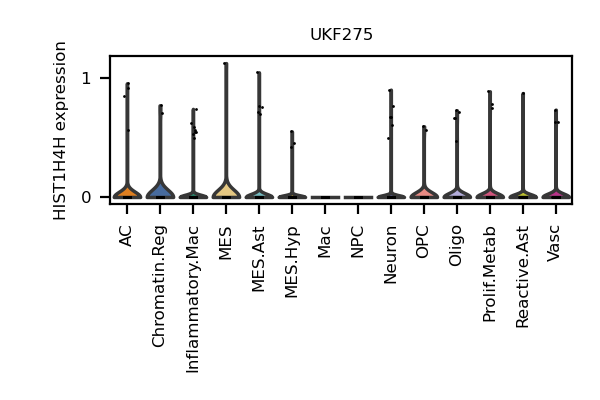 UKF275
HIST1H4H expression
1
0
AC
Chromatin.Reg
Inflammatory.Mac
MES
MES.Ast
MES.Hyp
Mac
NPC
Neuron
OPC
Oligo
Prolif.Metab
Reactive.Ast
Vasc